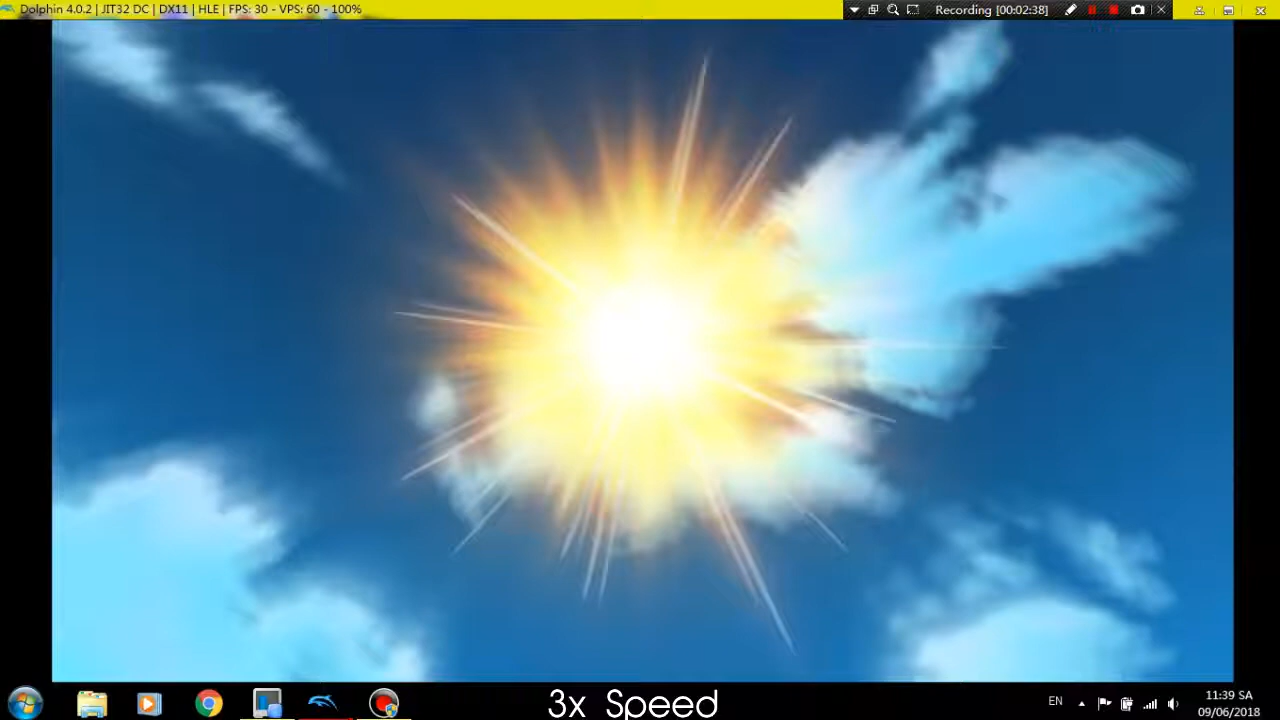 Dolphin 4.0.2 | JIT32 DC | DX11 | HLE | FPS: 30 - VPS: 60 - 100%
Recording [00:02:38]
3x Speed
EN
11:39 SA
09/06/2018